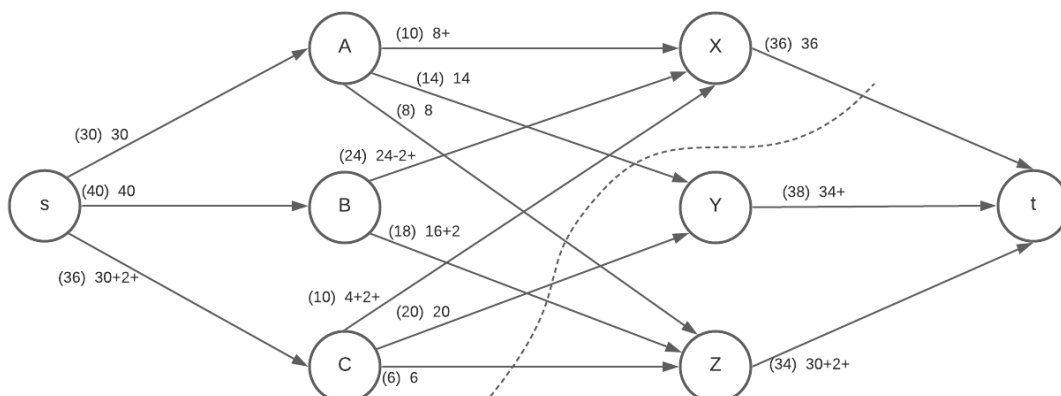 A
(10) 8+
X
(36) 36
(14) 14
(8) 8
(30) 30
(24) 24-2+
s
(40) 40
B
Y
(38) 34+
t
(18) 16+2
(36) 30+2+
(10) 4+2+
(20) 20
C
(6) 6
Z
(34) 30+2+